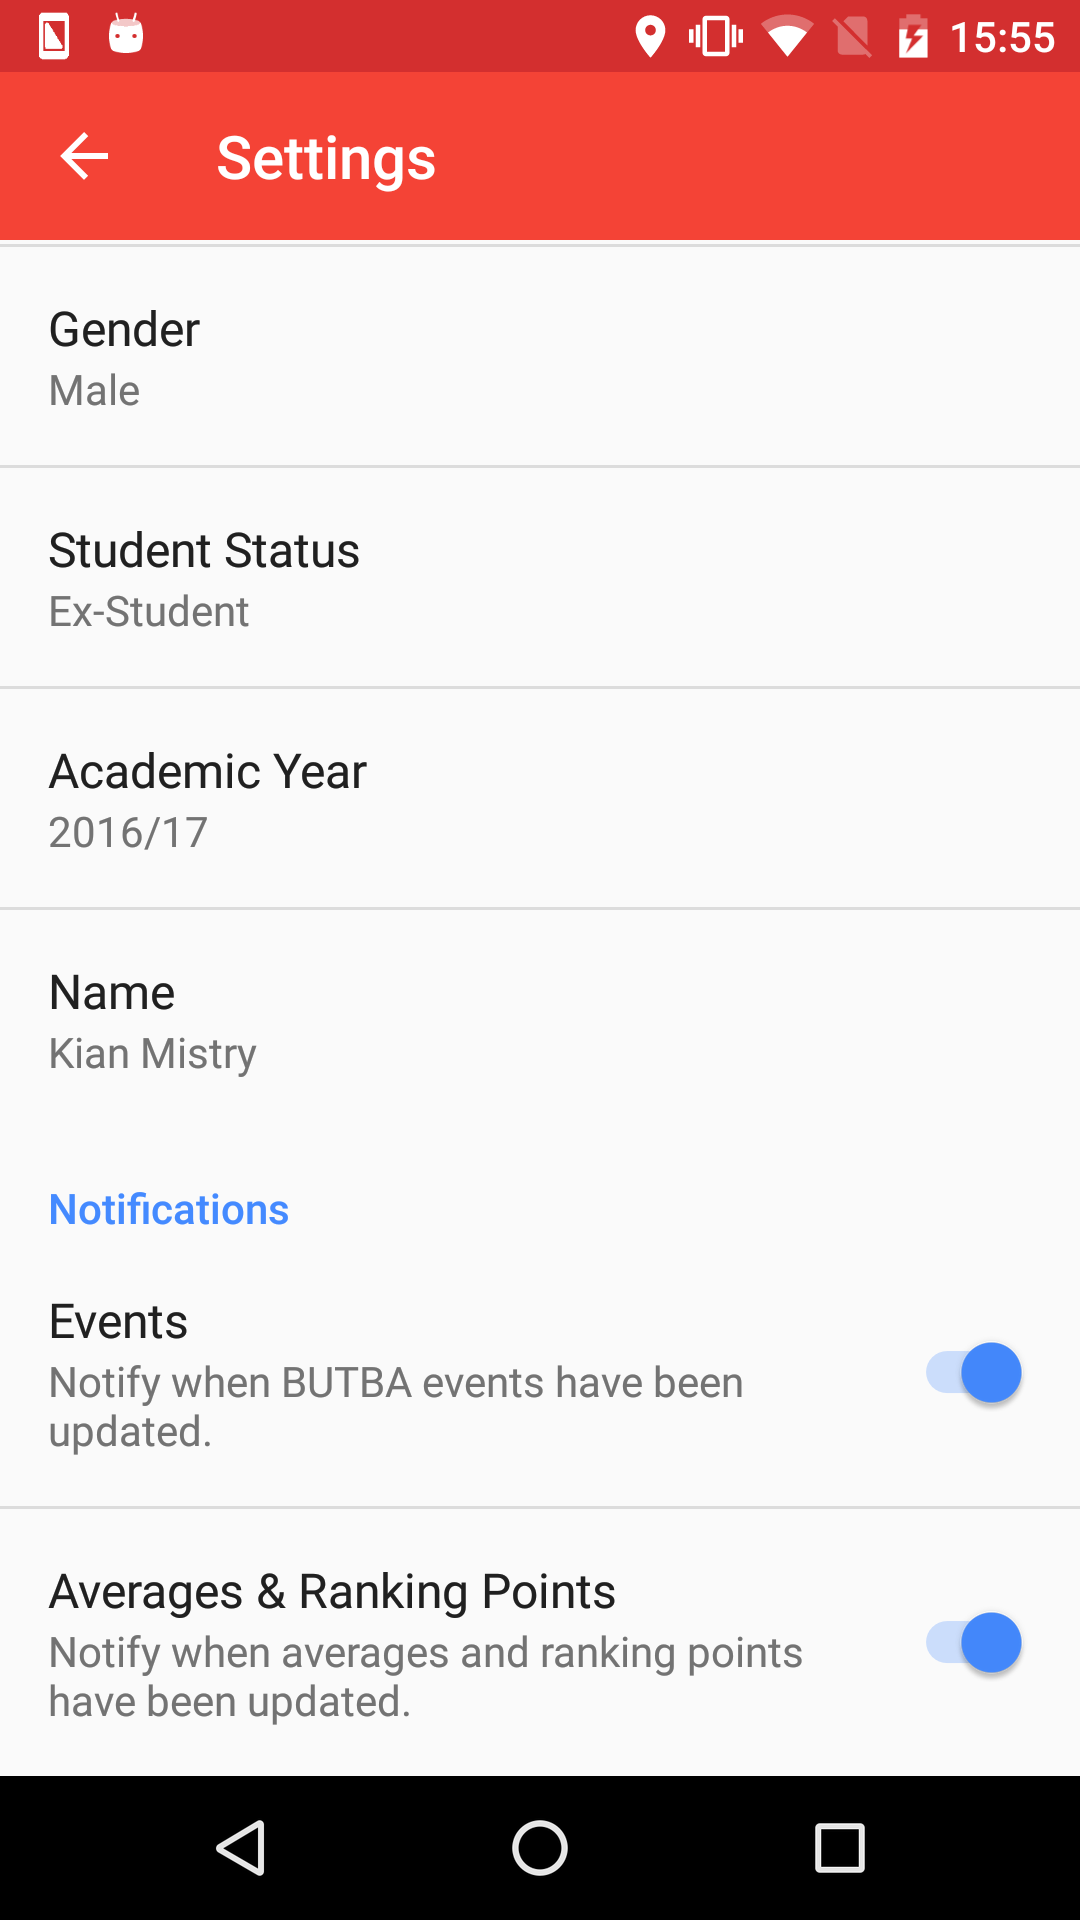 15:55
Settings
Gender
Male
Student Status
Ex-Student
Academic Year
2016/17
Name
Kian Mistry
Notifications
Events
Notify when BUTBA events have been
updated.
Averages & Ranking Points
Notify when averages and ranking points
have been updated.